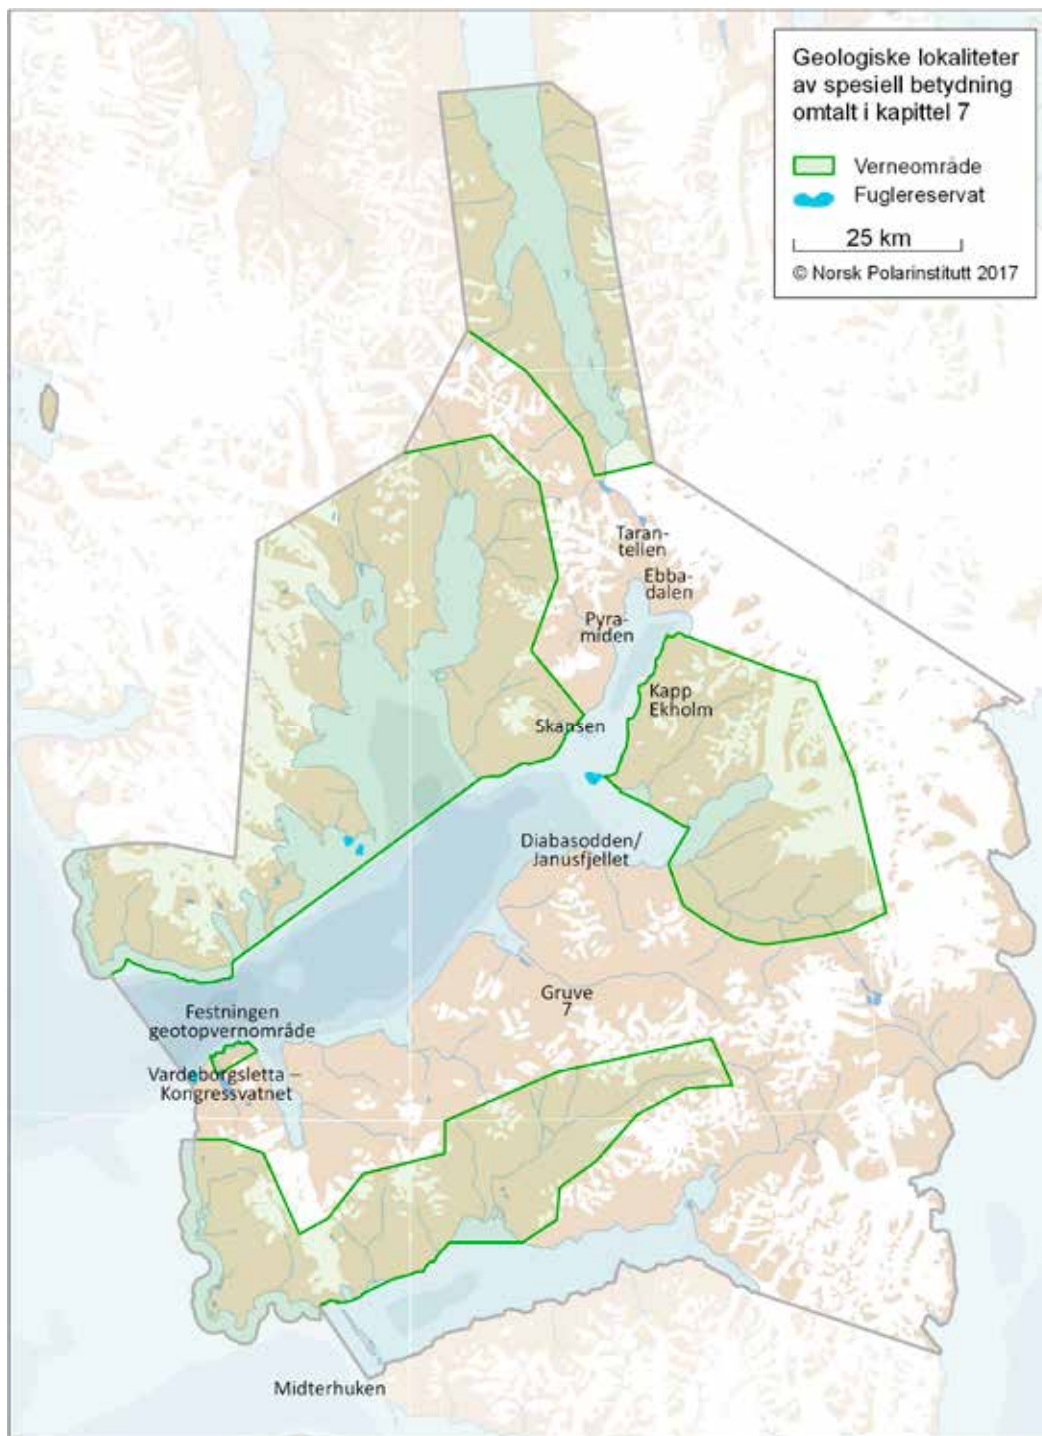 Geologiske lokaliteter
av spesiell betydning
omtalt i kapittel 7
Verneområde
Fuglereservat
25 km
© Norsk Polarinstitutt 2017
Taran-
tellen
Ebba-
dalen
Pyra-
miden
Kapp
Ekholm
Skansen
Diabasodden/
Janusfjellet
Gruve
7
Festningen
geotopvernområde
Vardeborgsletta –
Kongressvatnet
Midterhuken